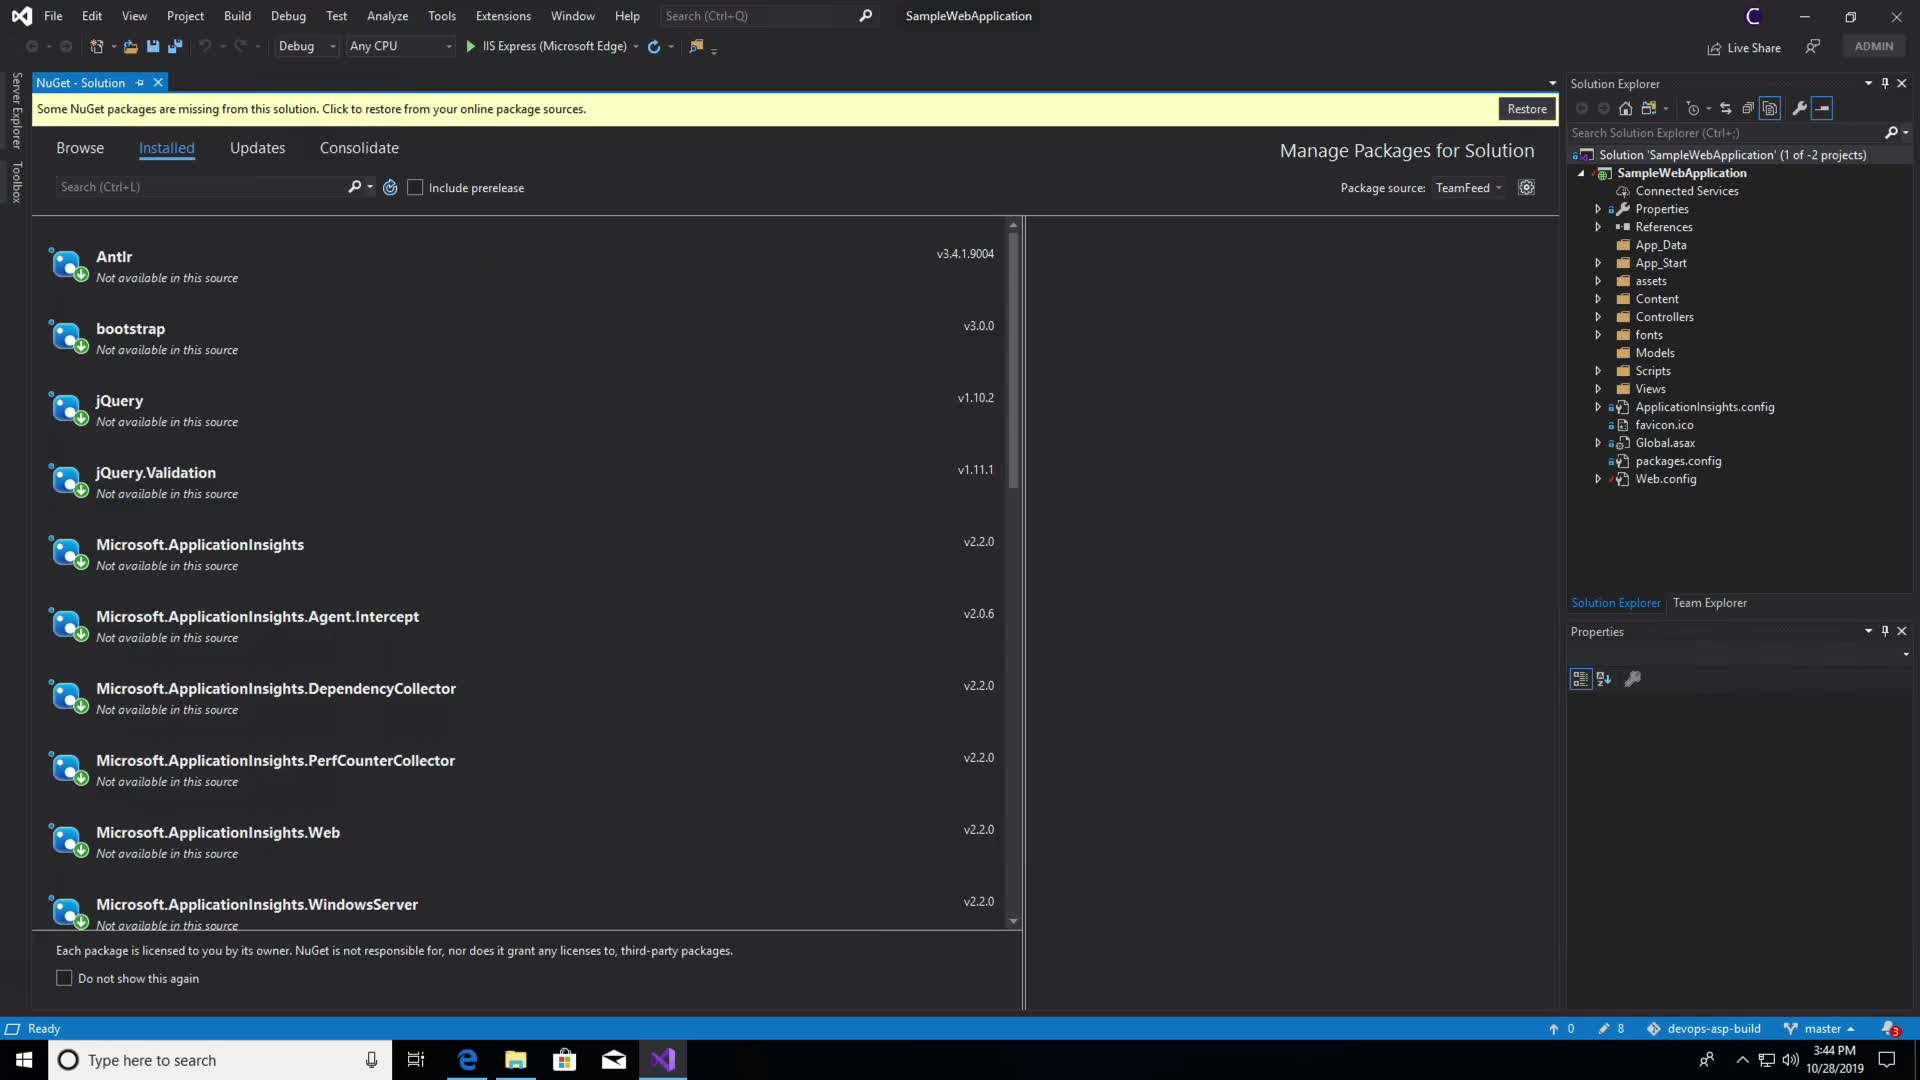 File Edit View Project Build Debug Test Analyze Tools Extensions Window Help Search (Ctrl+Q) SampleWebApplication
Debug Any CPU IIS Express (Microsoft Edge) Live Share ADMIN
Server Explorer
Toolbox
NuGet - Solution
Some NuGet packages are missing from this solution. Click to restore from your online package sources. Restore
Browse Installed Updates Consolidate Manage Packages for Solution
Search (Ctrl+L) Include prerelease Package source: TeamFeed
Antlr v3.4.1.9004
Not available in this source
bootstrap v3.0.0
Not available in this source
jQuery v1.10.2
Not available in this source
jQuery.Validation v1.11.1
Not available in this source
Microsoft.ApplicationInsights v2.2.0
Not available in this source
Microsoft.ApplicationInsights.Agent.Intercept v2.0.6
Not available in this source
Microsoft.ApplicationInsights.DependencyCollector v2.2.0
Not available in this source
Microsoft.ApplicationInsights.PerfCounterCollector v2.2.0
Not available in this source
Microsoft.ApplicationInsights.Web v2.2.0
Not available in this source
Microsoft.ApplicationInsights.WindowsServer v2.2.0
Not available in this source
Each package is licensed to you by its owner. NuGet is not responsible for, nor does it grant any licenses to, third-party packages.
Do not show this again
Solution Explorer
Search Solution Explorer (Ctrl+;)
Solution 'SampleWebApplication' (1 of -2 projects)
SampleWebApplication
Connected Services
Properties
References
App_Data
App_Start
assets
Content
Controllers
fonts
Models
Scripts
Views
ApplicationInsights.config
favicon.ico
Global.asax
packages.config
Web.config
Solution Explorer Team Explorer
Properties
Ready 0 8 devops-asp-build master 3
Type here to search 3:44 PM
10/28/2019